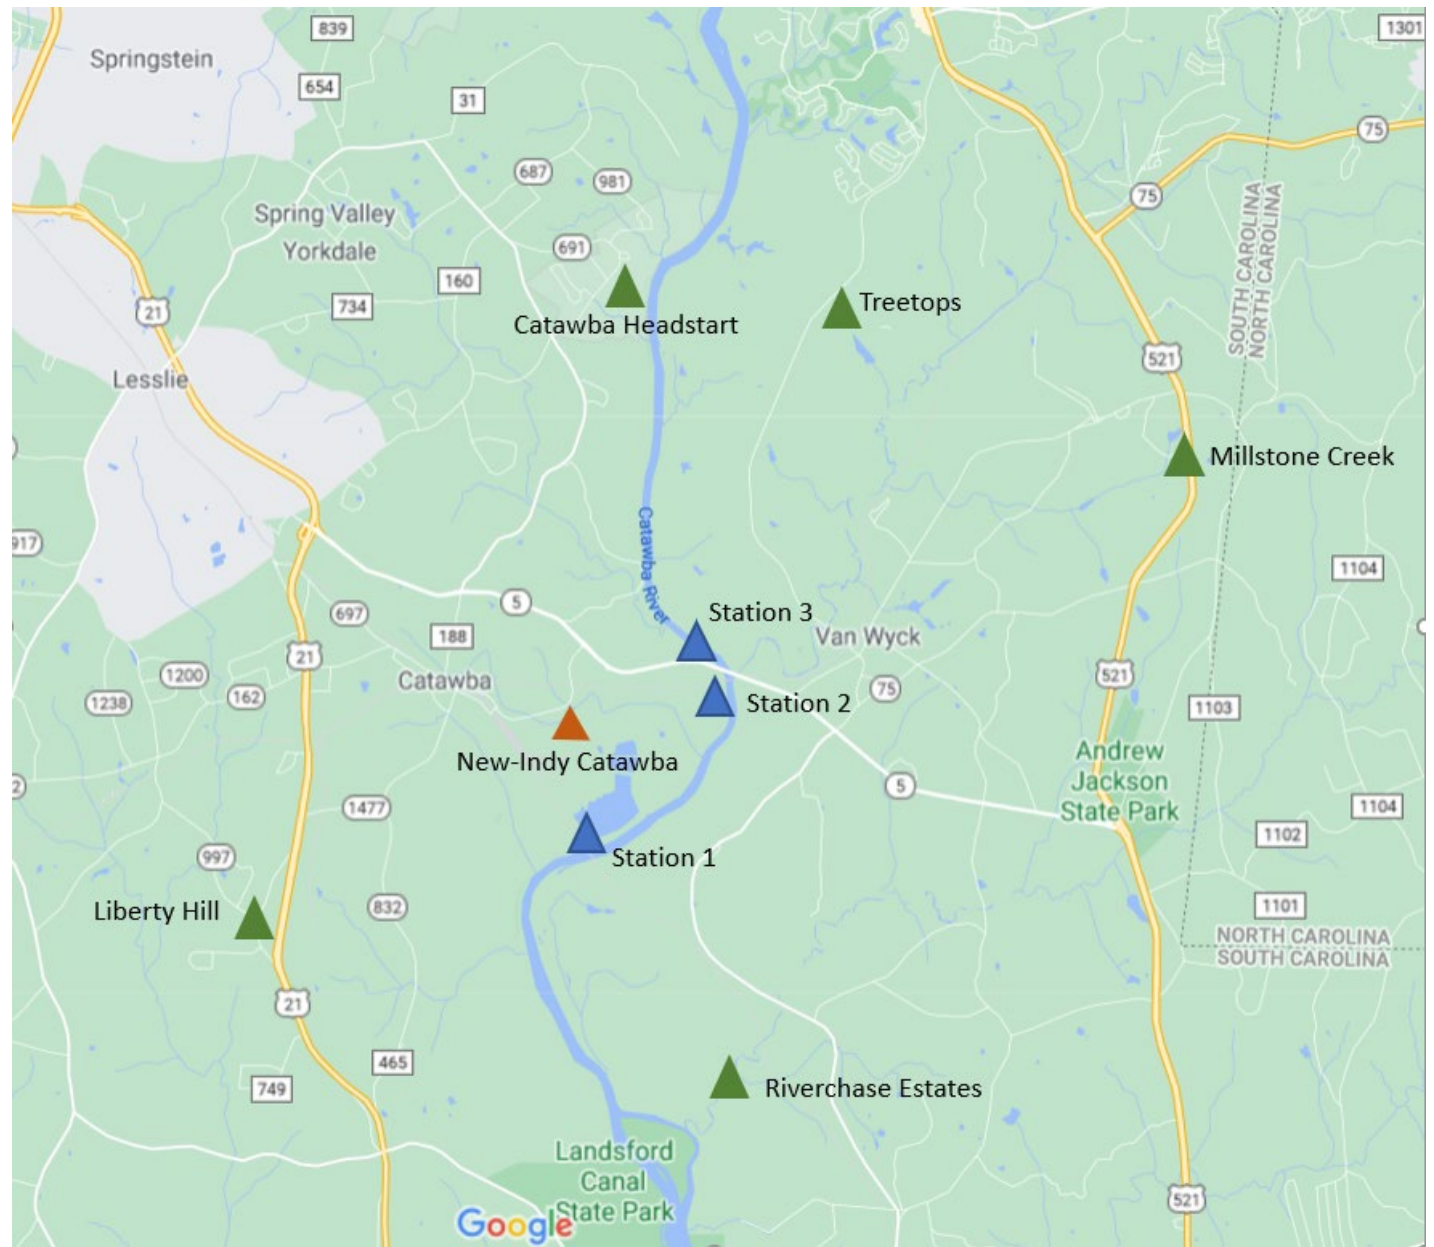 839
1301
Springstein
654
31
75
687
981
75
Spring Valley
Yorkdale
691
160
734
21
SOUTH CAROLINA
NORTH CAROLINA
Treetops
Catawba Headstart
521
Lesslie
Millstone Creek
Catawba River
917
1104
5
697
Station 3
188
Van Wyck
21
1200
162
1238
Catawba
75
521
Station 2
1103
New-Indy Catawba
Andrew
Jackson
State Park
2
5
1477
1104
1102
997
Station 1
832
Liberty Hill
1101
NORTH CAROLINA
SOUTH CAROLINA
21
465
749
Riverchase Estates
Landsford
Canal
State Park
521
Google